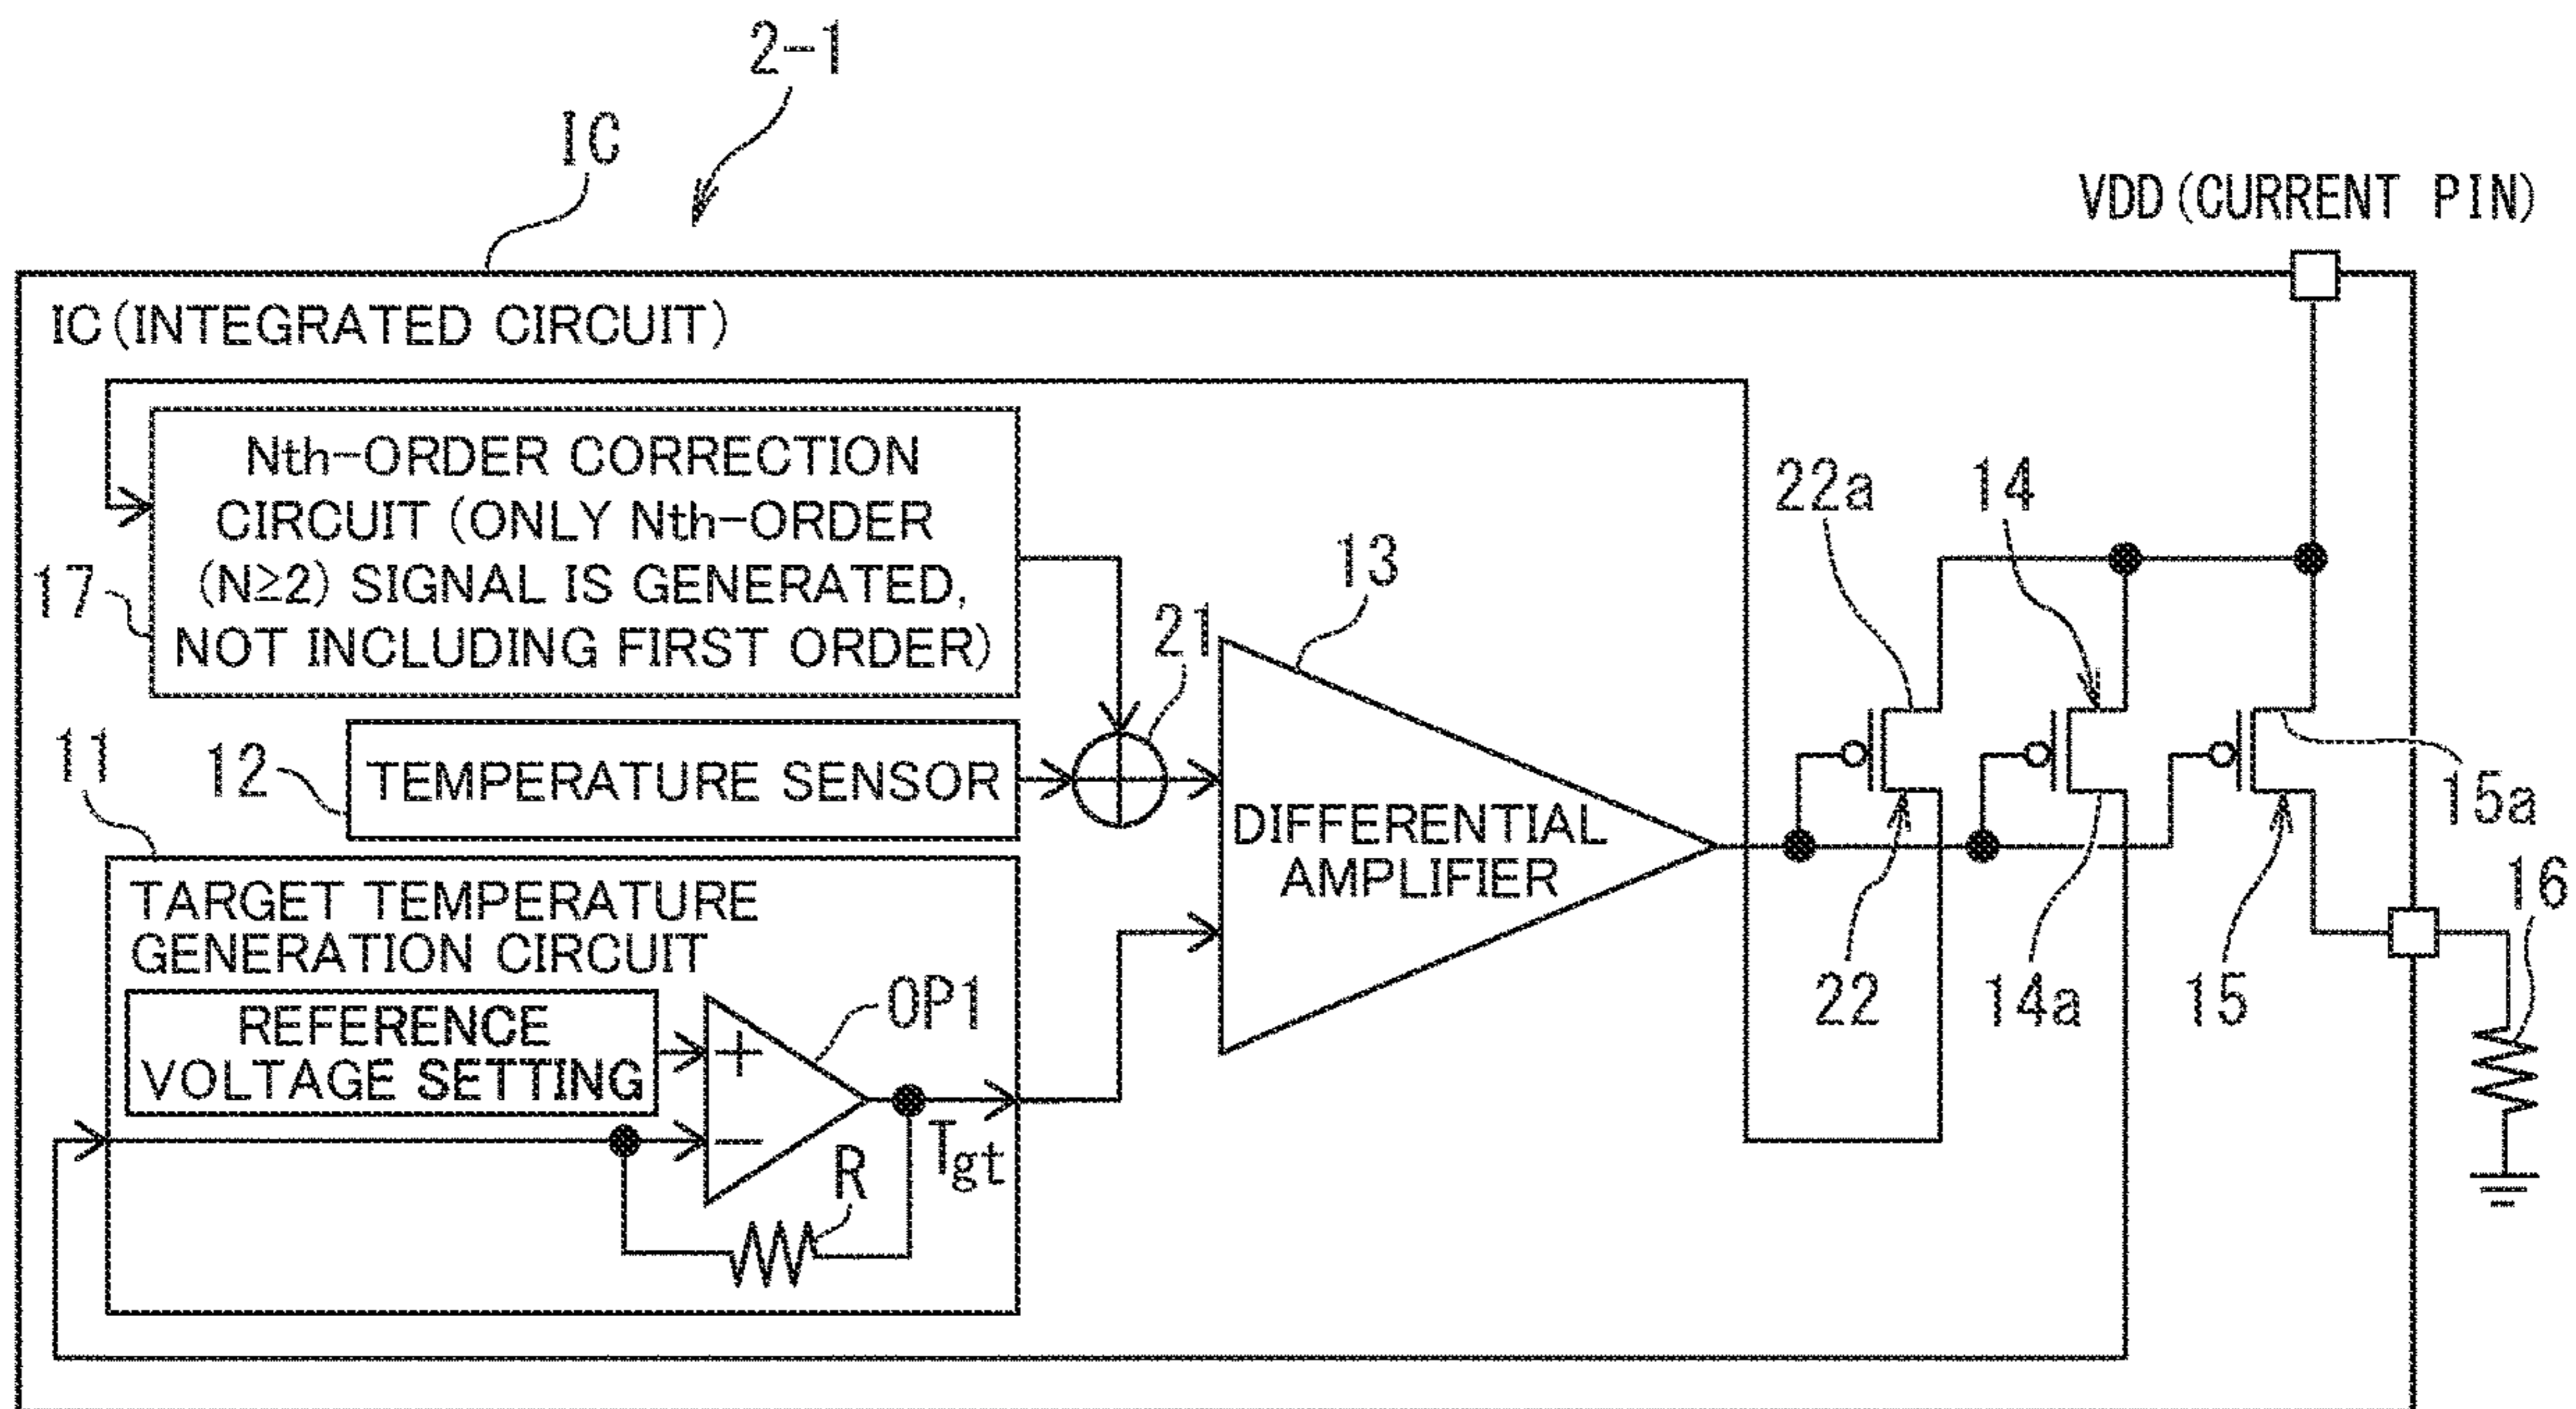 2-1
IC
VDD(CURRENT PIN)
IC(INTEGRATED CIRCUIT)
Nth-ORDER CORRECTION
CIRCUIT (ONLY Nth-ORDER
(N≥2) SIGNAL IS GENERATED,
NOT INCLUDING FIRST ORDER)
17
22a
14
13
21
11
12
TEMPERATURE SENSOR
15a
DIFFERENTIAL
AMPLIFIER
TARGET TEMPERATURE
GENERATION CIRCUIT
16
OP1
22
14a
15
REFERENCE
VOLTAGE SETTING
+
−
Tgt
R